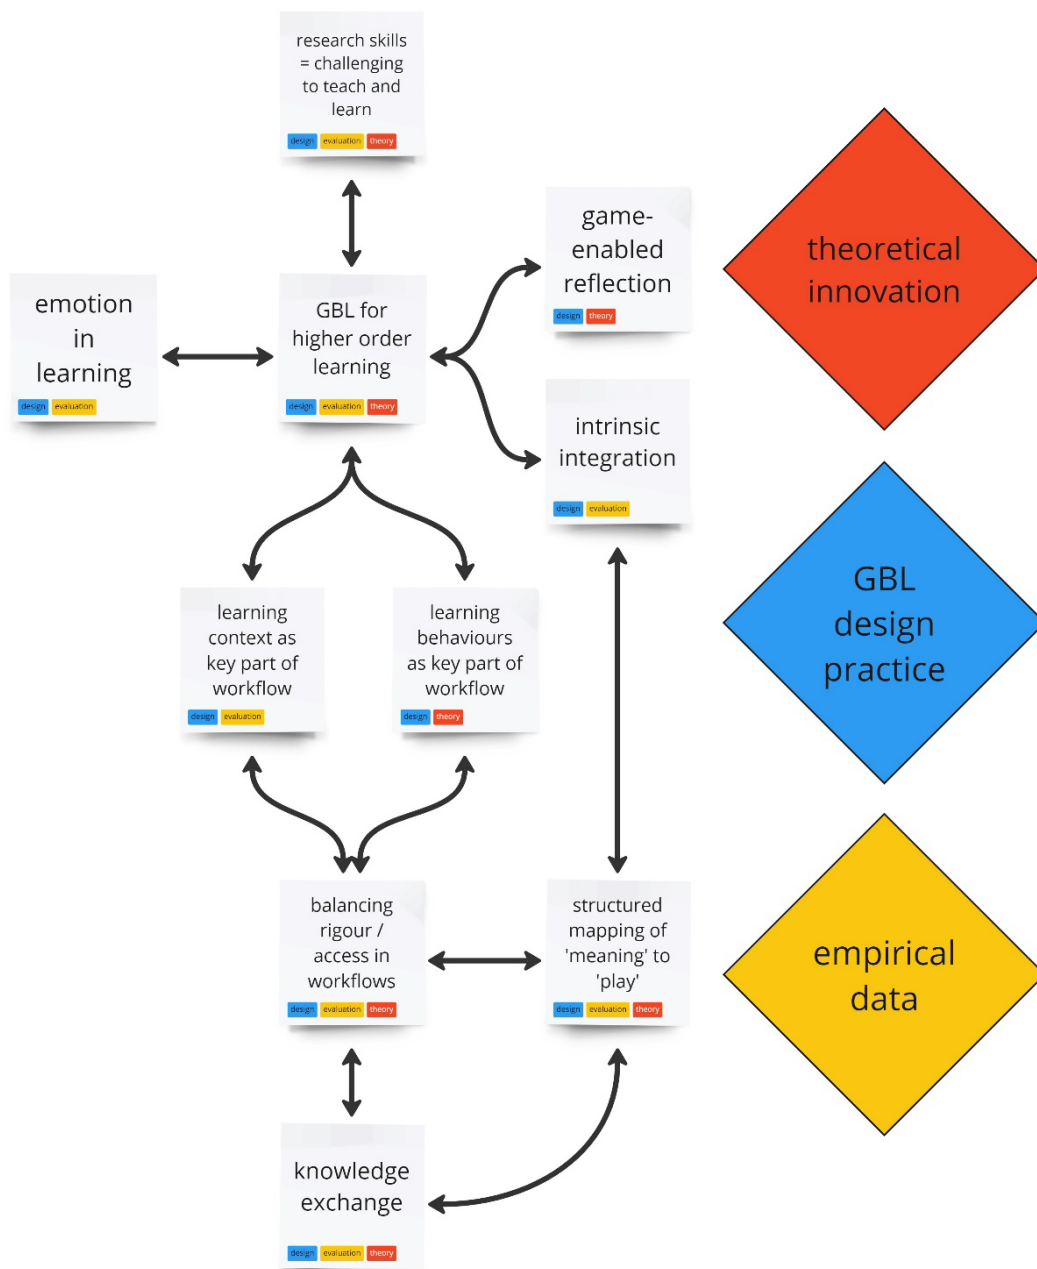 research skills
= challenging
to teach and
learn
design evaluation theory
game-
enabled
reflection
design theory
theoretical
innovation
emotion
in
learning
design evaluation
GBL for
higher order
learning
design evaluation theory
intrinsic
integration
design evaluation
GBL
design
practice
learning
context as
key part of
workflow
design evaluation
learning
behaviours
as key part of
workflow
design theory
balancing
rigour /
access in
workflows
design evaluation theory
structured
mapping of
'meaning' to
'play'
design evaluation theory
empirical
data
knowledge
exchange
design evaluation theory